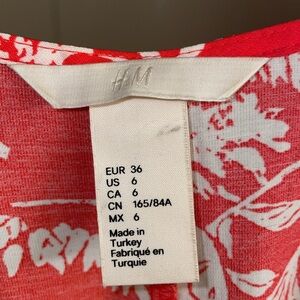 H&M
EUR 36
US 6
CA 6
CN 165/84A
MX 6
Made in
Turkey
Fabriqué en
Turquie